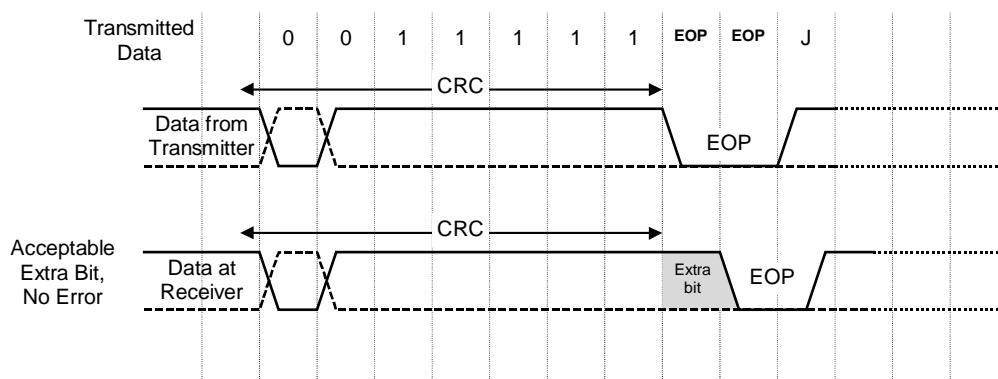 Transmitted
Data
0 0 1 1 1 1 1 EOP EOP J
CRC
Data from
Transmitter
EOP
CRC
Acceptable
Extra Bit,
No Error
Data at
Receiver
Extra
bit
EOP